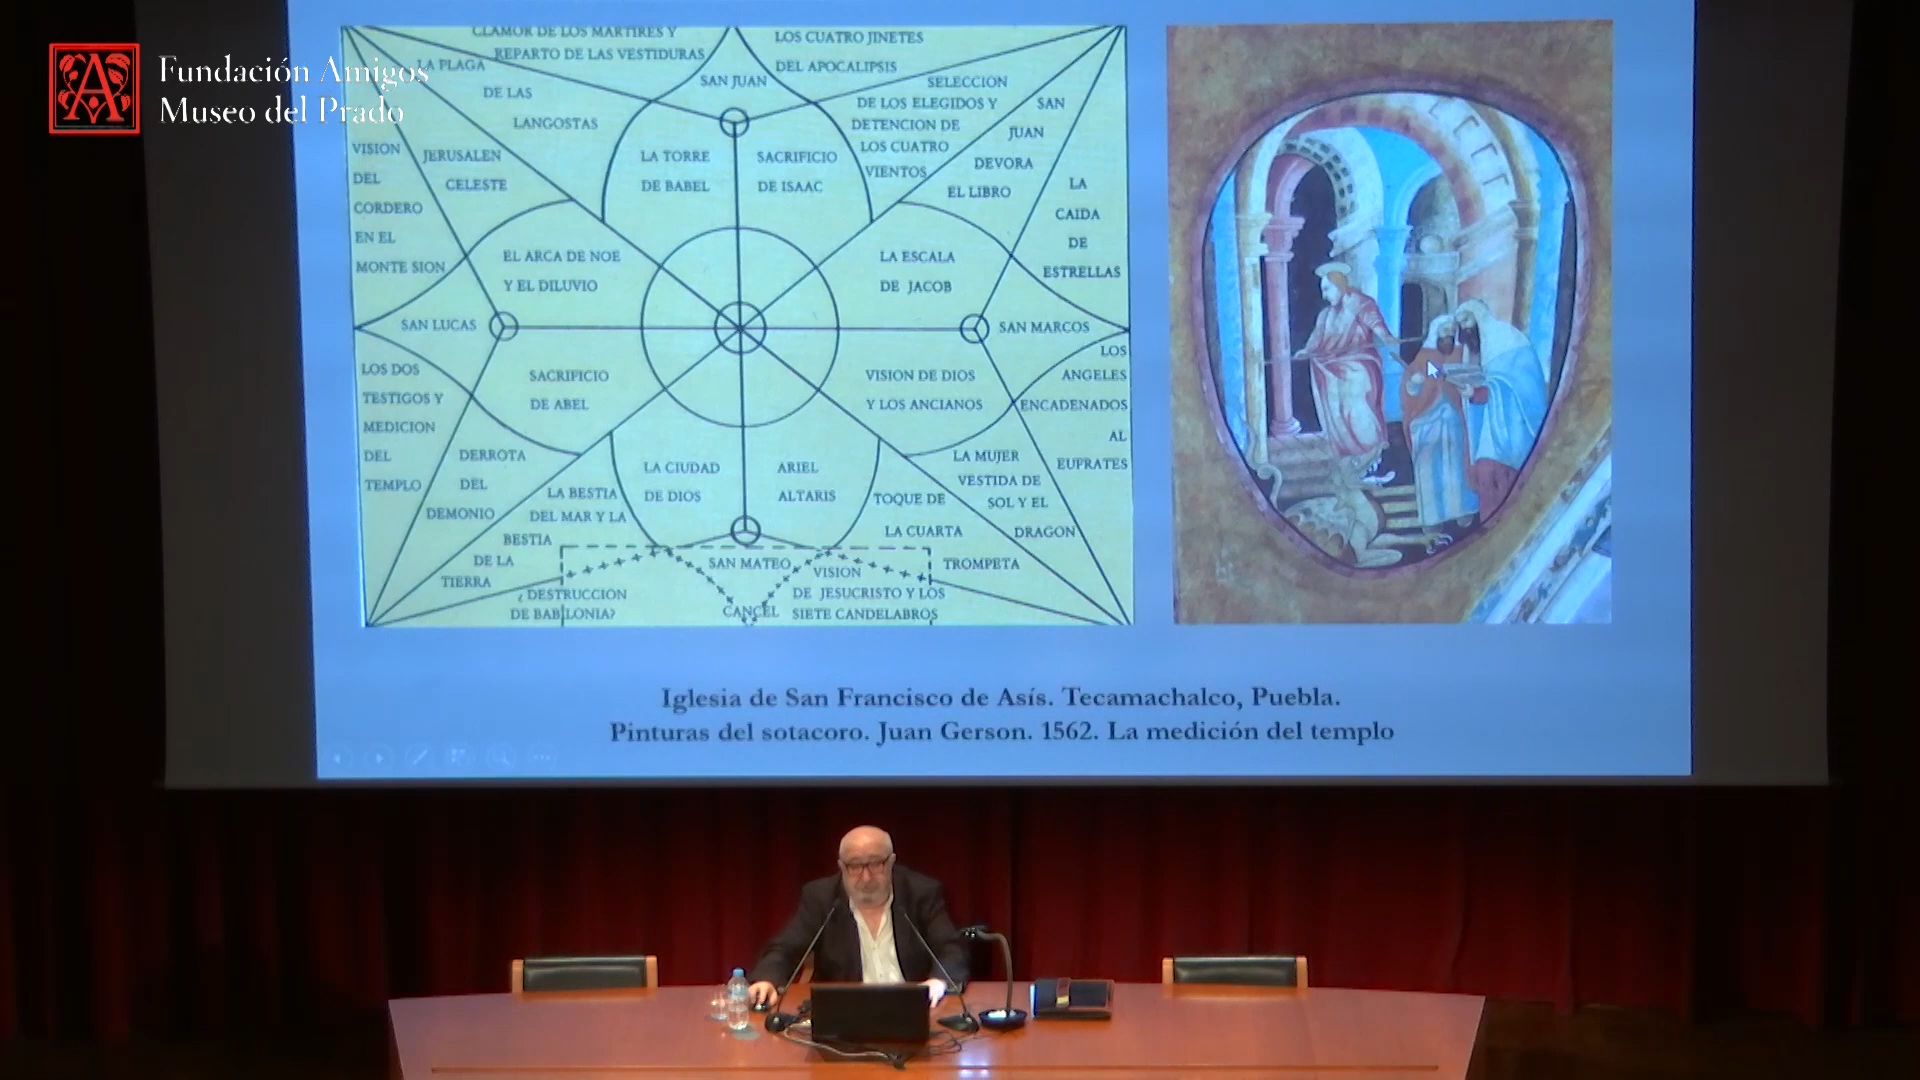 Fundación Amigos
Museo del Prado
CLAMOR DE LOS MARTIRES Y
REPARTO DE LAS VESTIDURAS
LOS CUATRO JINETES
DEL APOCALIPSIS
LA PLAGA
DE LAS
LANGOSTAS
SAN JUAN
SELECCION
DE LOS ELEGIDOS Y
DETENCION DE
LOS CUATRO
VIENTOS
SAN
JUAN
DEVORA
EL LIBRO
VISION
DEL
CORDERO
EN EL
MONTE SION
JERUSALEN
CELESTE
LA TORRE
DE BABEL
SACRIFICIO
DE ISAAC
LA
CAIDA
DE
ESTRELLAS
EL ARCA DE NOE
Y EL DILUVIO
LA ESCALA
DE JACOB
SAN LUCAS
SAN MARCOS
LOS DOS
TESTIGOS Y
MEDICION
DEL
TEMPLO
SACRIFICIO
DE ABEL
VISION DE DIOS
Y LOS ANCIANOS
LOS
ANGELES
ENCADENADOS
AL
EUFRATES
DERROTA
DEL
DEMONIO
LA CIUDAD
DE DIOS
ARIEL
ALTARIS
LA MUJER
VESTIDA DE
SOL Y EL
DRAGON
LA BESTIA
DEL MAR Y LA
BESTIA
DE LA
TIERRA
TOQUE DE
LA CUARTA
TROMPETA
SAN MATEO
¿DESTRUCCION
DE BABILONIA?
CANCEL
VISION
DE JESUCRISTO Y LOS
SIETE CANDELABROS
Iglesia de San Francisco de Asís. Tecamachalco, Puebla.
Pinturas del sotacoro. Juan Gerson. 1562. La medición del templo